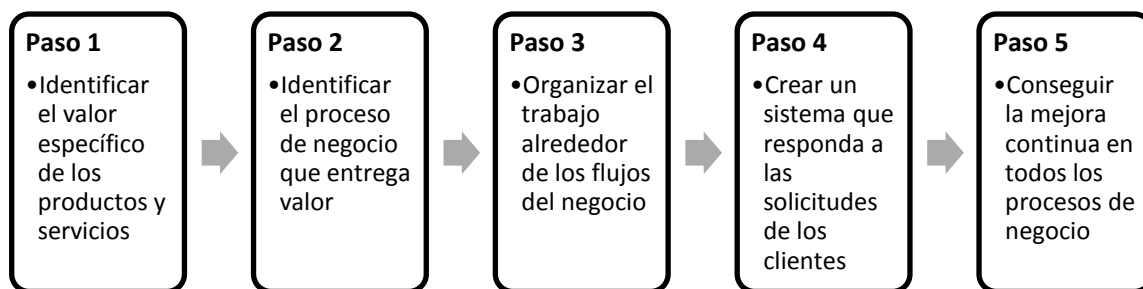 Paso 1
•Identificar
el valor
específico
de los
productos y
servicios
Paso 2
•Identificar
el proceso
de negocio
que entrega
valor
Paso 3
•Organizar el
trabajo
alrededor
de los flujos
del negocio
Paso 4
•Crear un
sistema que
responda a
las
solicitudes
de los
clientes
Paso 5
•Conseguir
la mejora
continua en
todos los
procesos de
negocio